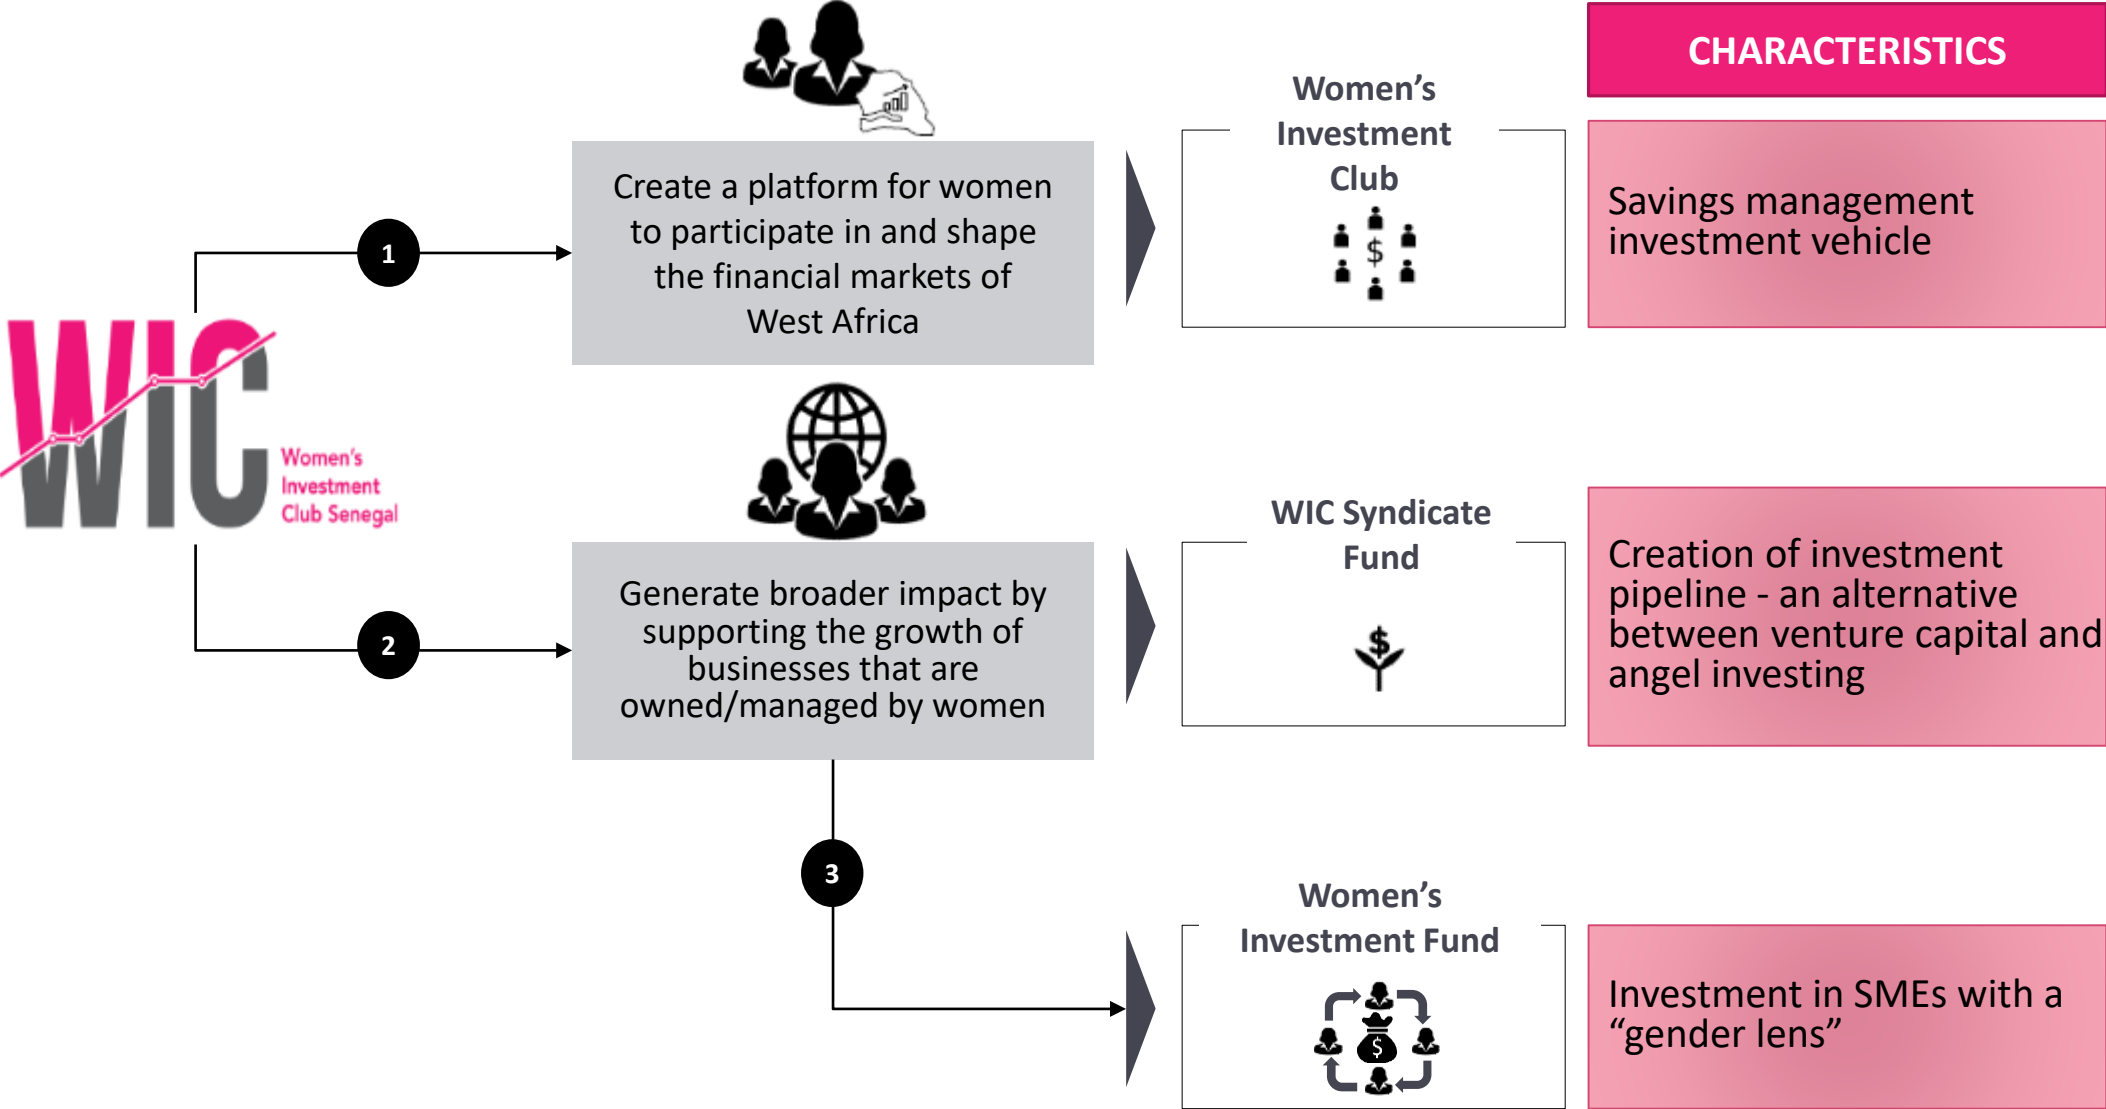 CHARACTERISTICS
Women’s
Investment
Club
$
Create a platform for women
to participate in and shape
the financial markets of
West Africa
Savings management
investment vehicle
1
WIC
Women's
Investment
Club Senegal
WIC Syndicate
Fund
$
Generate broader impact by
supporting the growth of
businesses that are
owned/managed by women
Creation of investment
pipeline - an alternative
between venture capital and
angel investing
2
3
Women’s
Investment Fund
$
Investment in SMEs with a
“gender lens”